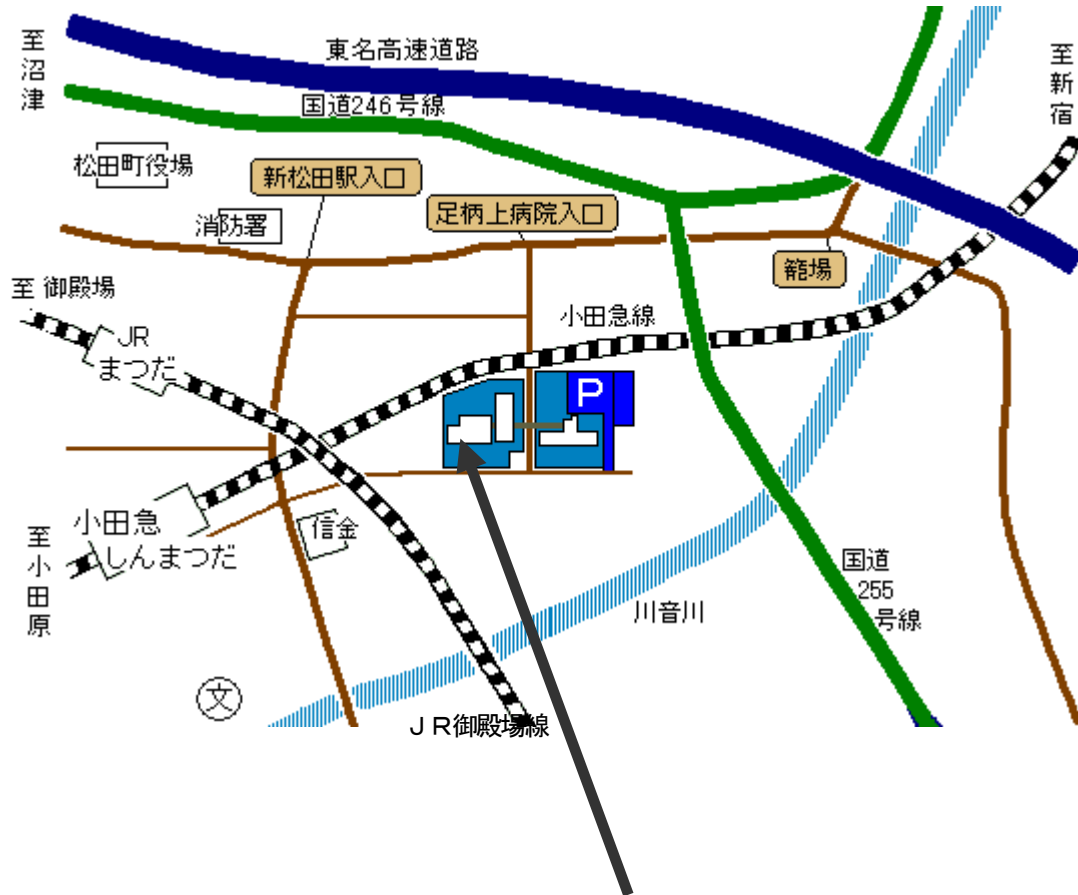 至沼津
東名高速道路
至新宿
国道246号線
松田町役場
新松田駅入口
足柄上病院入口
消防署
籠場
至 御殿場
小田急線
JR
まつだ
P
小田急
しんまつだ
信金
至小田原
国道
255
号線
川音川
文
ＪＲ御殿場線